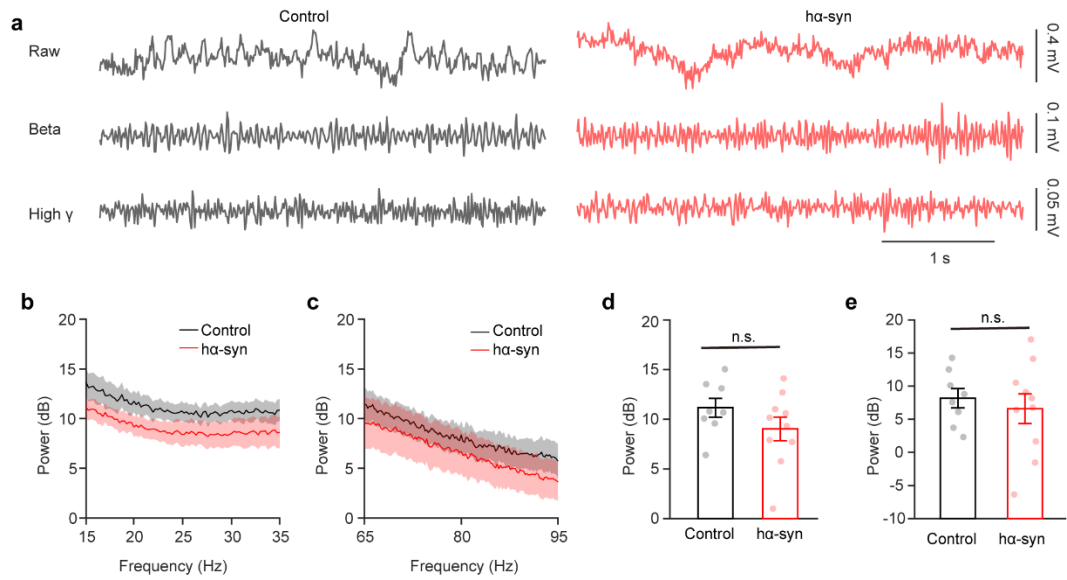 a
Control
hα-syn
Raw
0.4 mV
Beta
0.1 mV
High γ
0.05 mV
1 s
b
20
15
10
5
0
Power (dB)
Control
hα-syn
15 20 25 30 35
Frequency (Hz)
c
20
15
10
5
0
Power (dB)
Control
hα-syn
65 80 95
Frequency (Hz)
d
20
15
10
5
0
Power (dB)
n.s.
Control hα-syn
e
20
15
10
5
0
-5
-10
Power (dB)
n.s.
Control hα-syn